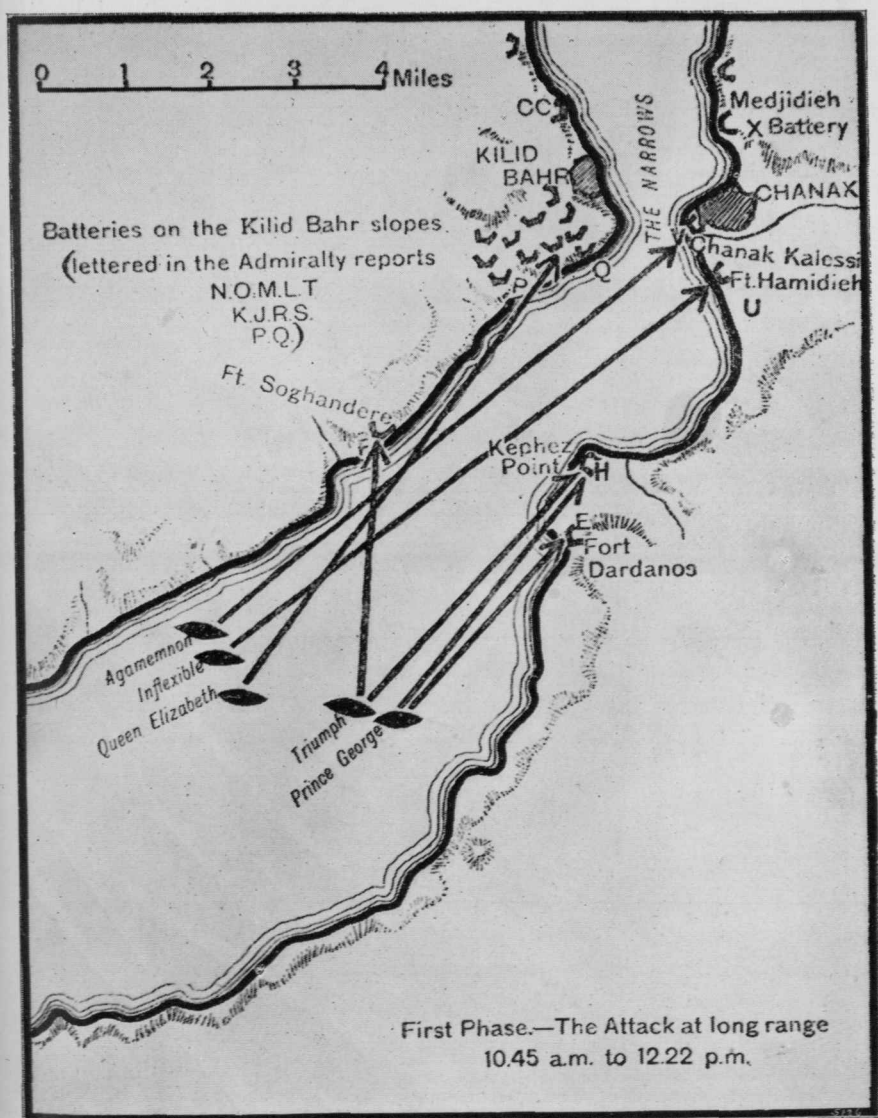 0 1 2 3 4 Miles
CC
THE NARROWS
Medjidieh
X Battery
KILID
BAHR
CHANAK
Batteries on the Kilid Bahr slopes.
(lettered in the Admiralty reports
N.O.M.L.T
K.J.R.S.
P.Q.)
V
Chanak Kalessi
P
Q
Ft. Hamidieh
U
Ft. Soghandere
F
Kephez
Point
H
E
Fort
Dardanos
Agamemnon
Inflexible
Queen Elizabeth
Triumph
Prince George
First Phase.—The Attack at long range
10.45 a.m. to 12.22 p.m.